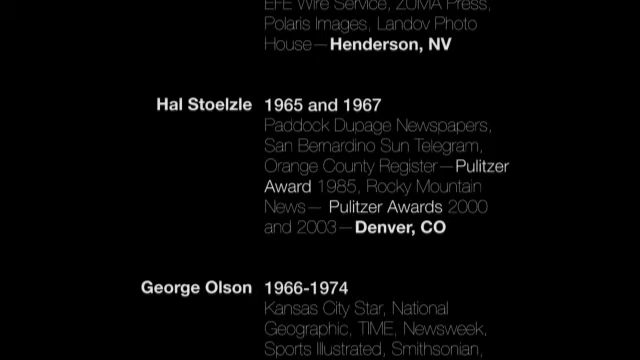 EFE Wire Service, ZUMA Press,
Polaris Images, Landov Photo
House—Henderson, NV
Hal Stoelzle 1965 and 1967
Paddock Dupage Newspapers,
San Bernardino Sun Telegram,
Orange County Register—Pulitzer
Award 1985, Rocky Mountain
News— Pulitzer Awards 2000
and 2003—Denver, CO
George Olson 1966-1974
Kansas City Star, National
Geographic, TIME, Newsweek,
Sports Illustrated, Smithsonian,